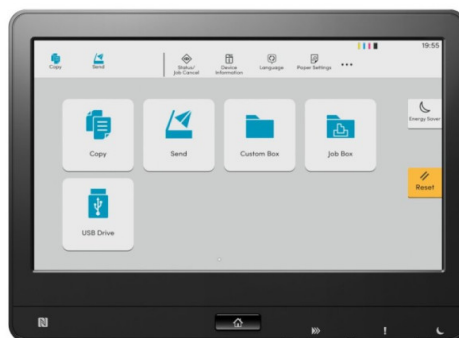 19:55
Copy
Send
Status/
Job Cancel
Device
Information
Language
Paper Settings
Energy Saver
Copy
Send
Custom Box
Job Box
Reset
USB Drive